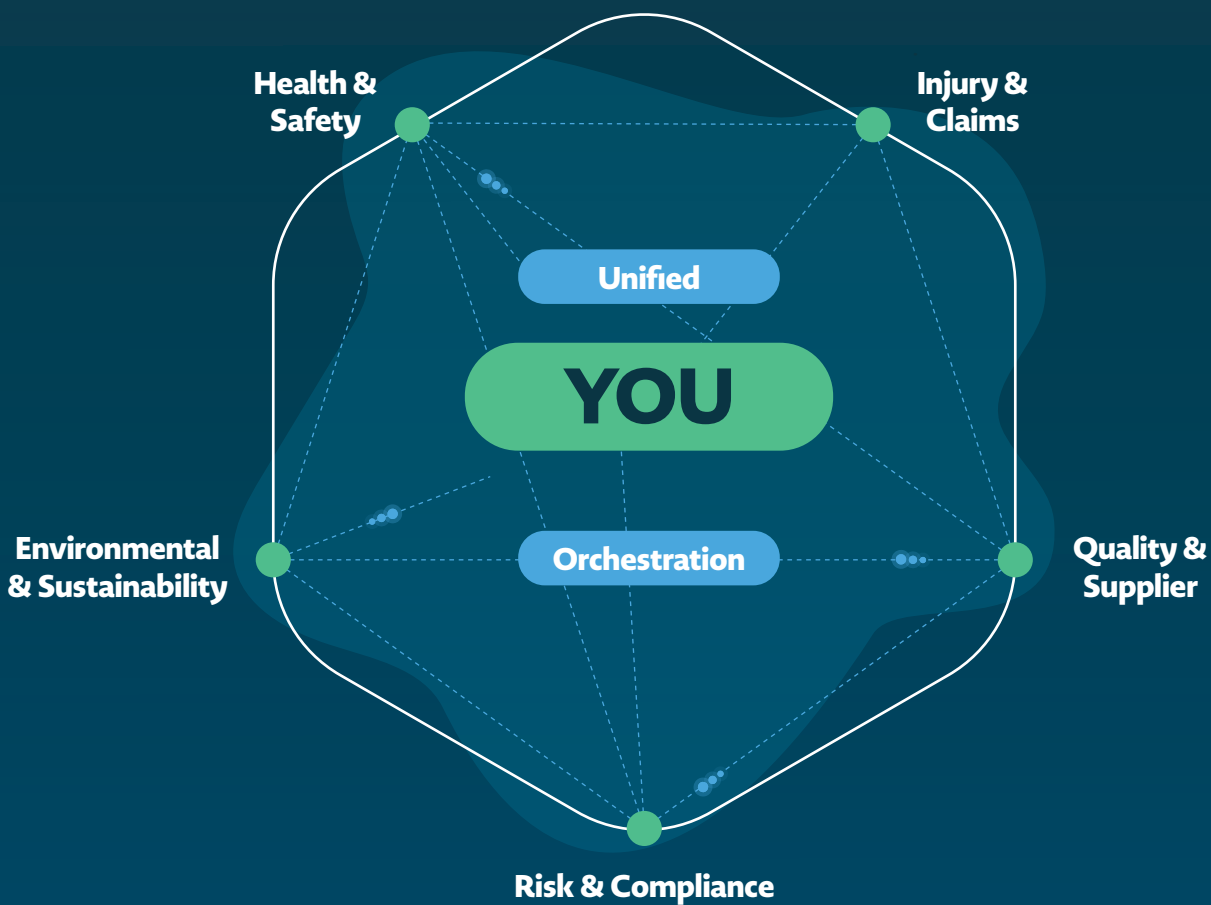 Health &
Safety
Injury &
Claims
Unified
YOU
Environmental
& Sustainability
Orchestration
Quality &
Supplier
Risk & Compliance